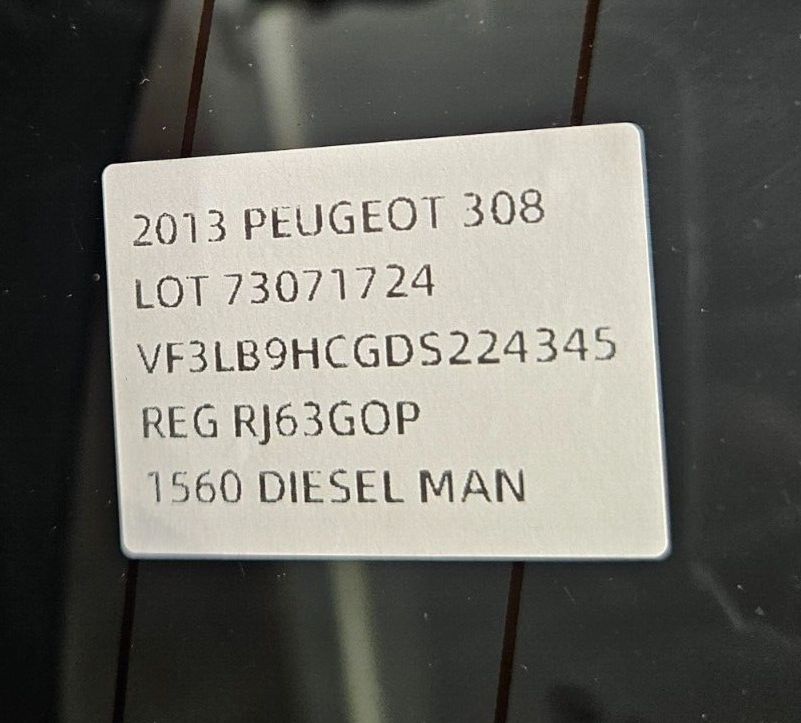 2013 PEUGEOT 308
LOT 73071724
VF3LB9HCGDS224345
REG RJ63GOP
1560 DIESEL MAN